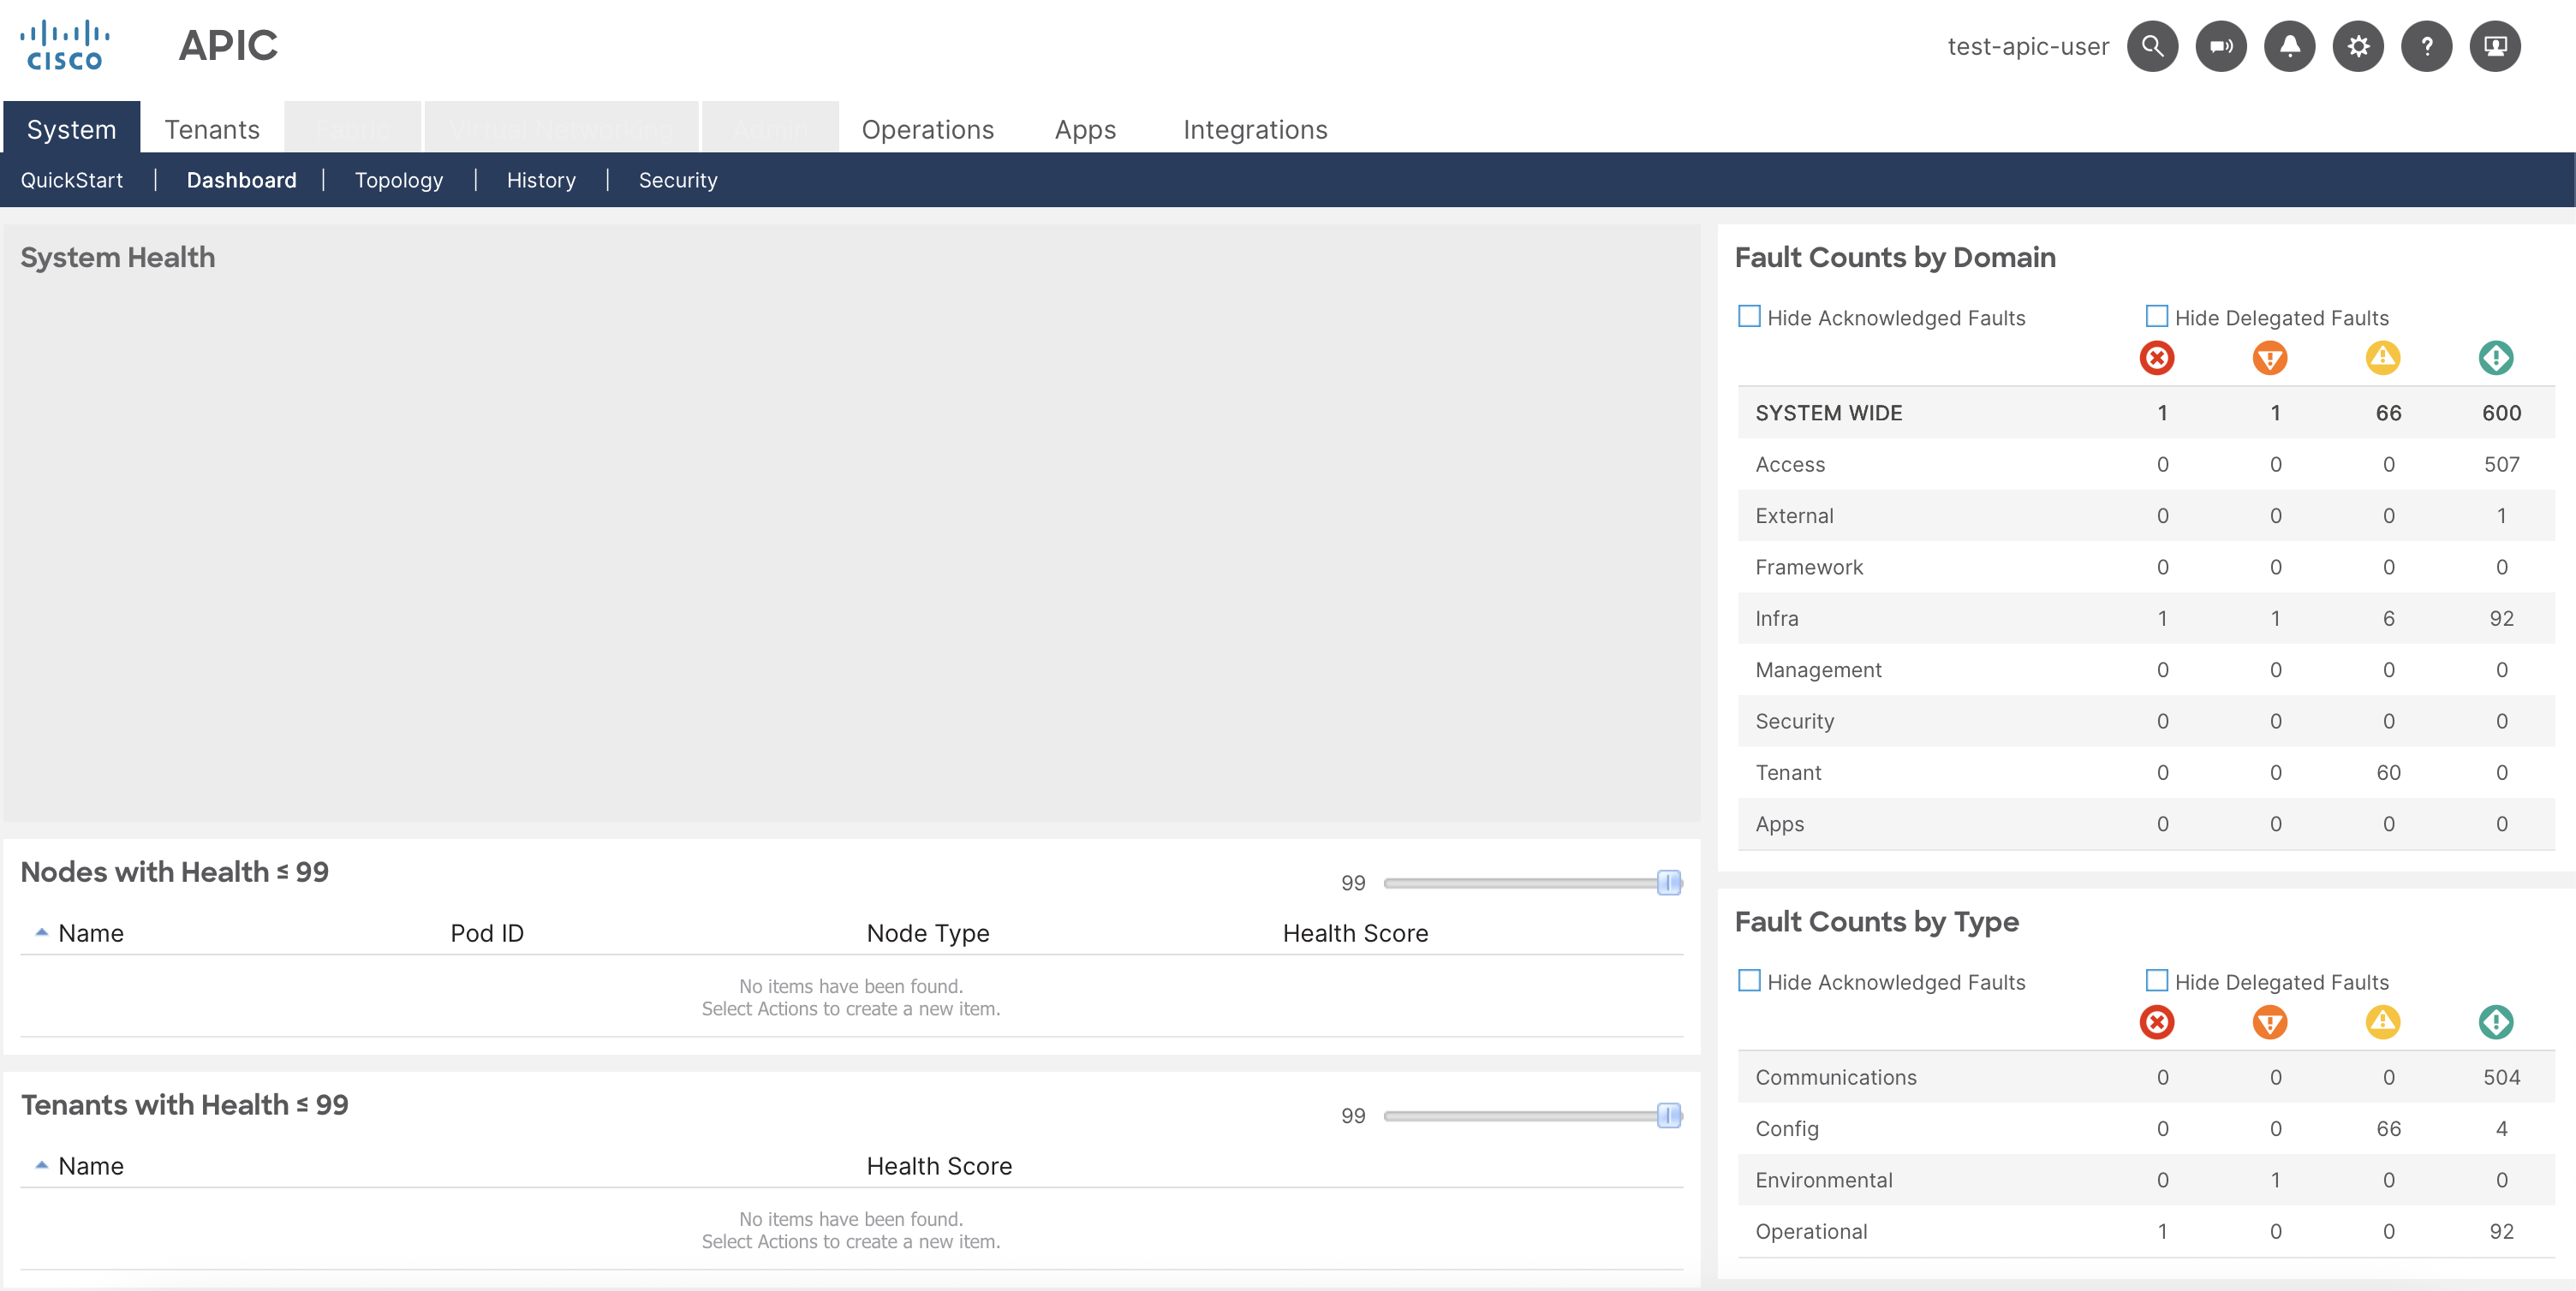 CISCO
APIC
test-apic-user
System Tenants Fabric Virtual Networking Admin Operations Apps Integrations
QuickStart | Dashboard | Topology | History | Security
System Health
Nodes with Health ≤ 99
99
Name Pod ID Node Type Health Score
No items have been found.
Select Actions to create a new item.
Tenants with Health ≤ 99
99
Name Health Score
No items have been found.
Select Actions to create a new item.
Fault Counts by Domain
Hide Acknowledged Faults Hide Delegated Faults
SYSTEM WIDE 1 1 66 600
Access 0 0 0 507
External 0 0 0 1
Framework 0 0 0 0
Infra 1 1 6 92
Management 0 0 0 0
Security 0 0 0 0
Tenant 0 0 60 0
Apps 0 0 0 0
Fault Counts by Type
Hide Acknowledged Faults Hide Delegated Faults
Communications 0 0 0 504
Config 0 0 66 4
Environmental 0 1 0 0
Operational 1 0 0 92